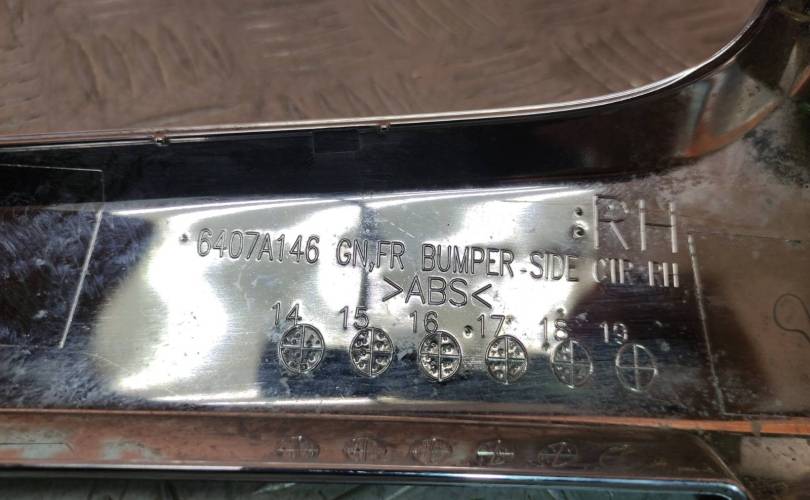 RH
6407A146 GN,FR BUMPER-SIDE CTR RH
>ABS<
14 15 16 17 18 19